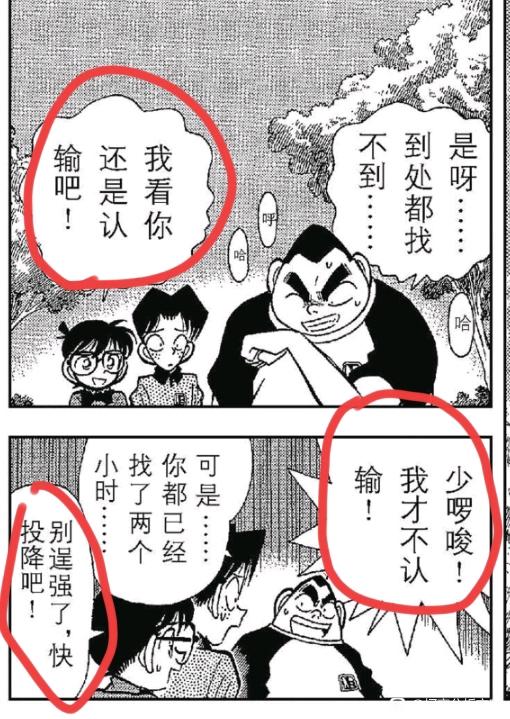 是呀……
到处都找
不到……
呼
哈
哈
我看你
还是认
输吧！
少啰唆！
我才不认
输！
可是……
你都已经
找了两个
小时……
别逞强了，快
投降吧！